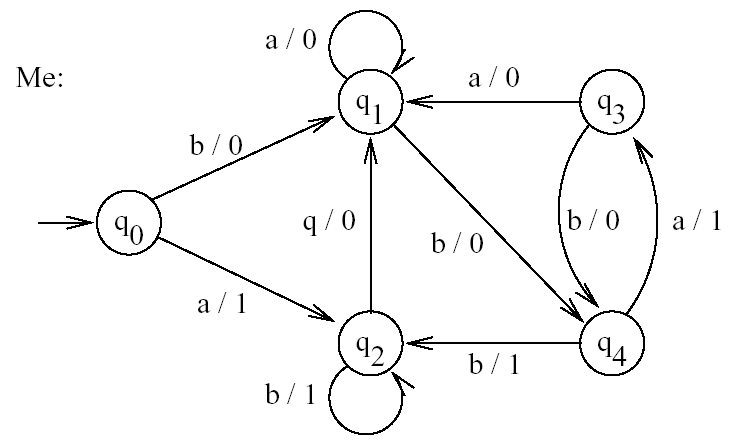 Me:
a / 0
q1
a / 0
q3
b / 0
q0
q / 0
b / 0
b / 0
a / 1
a / 1
q2
b / 1
q4
b / 1